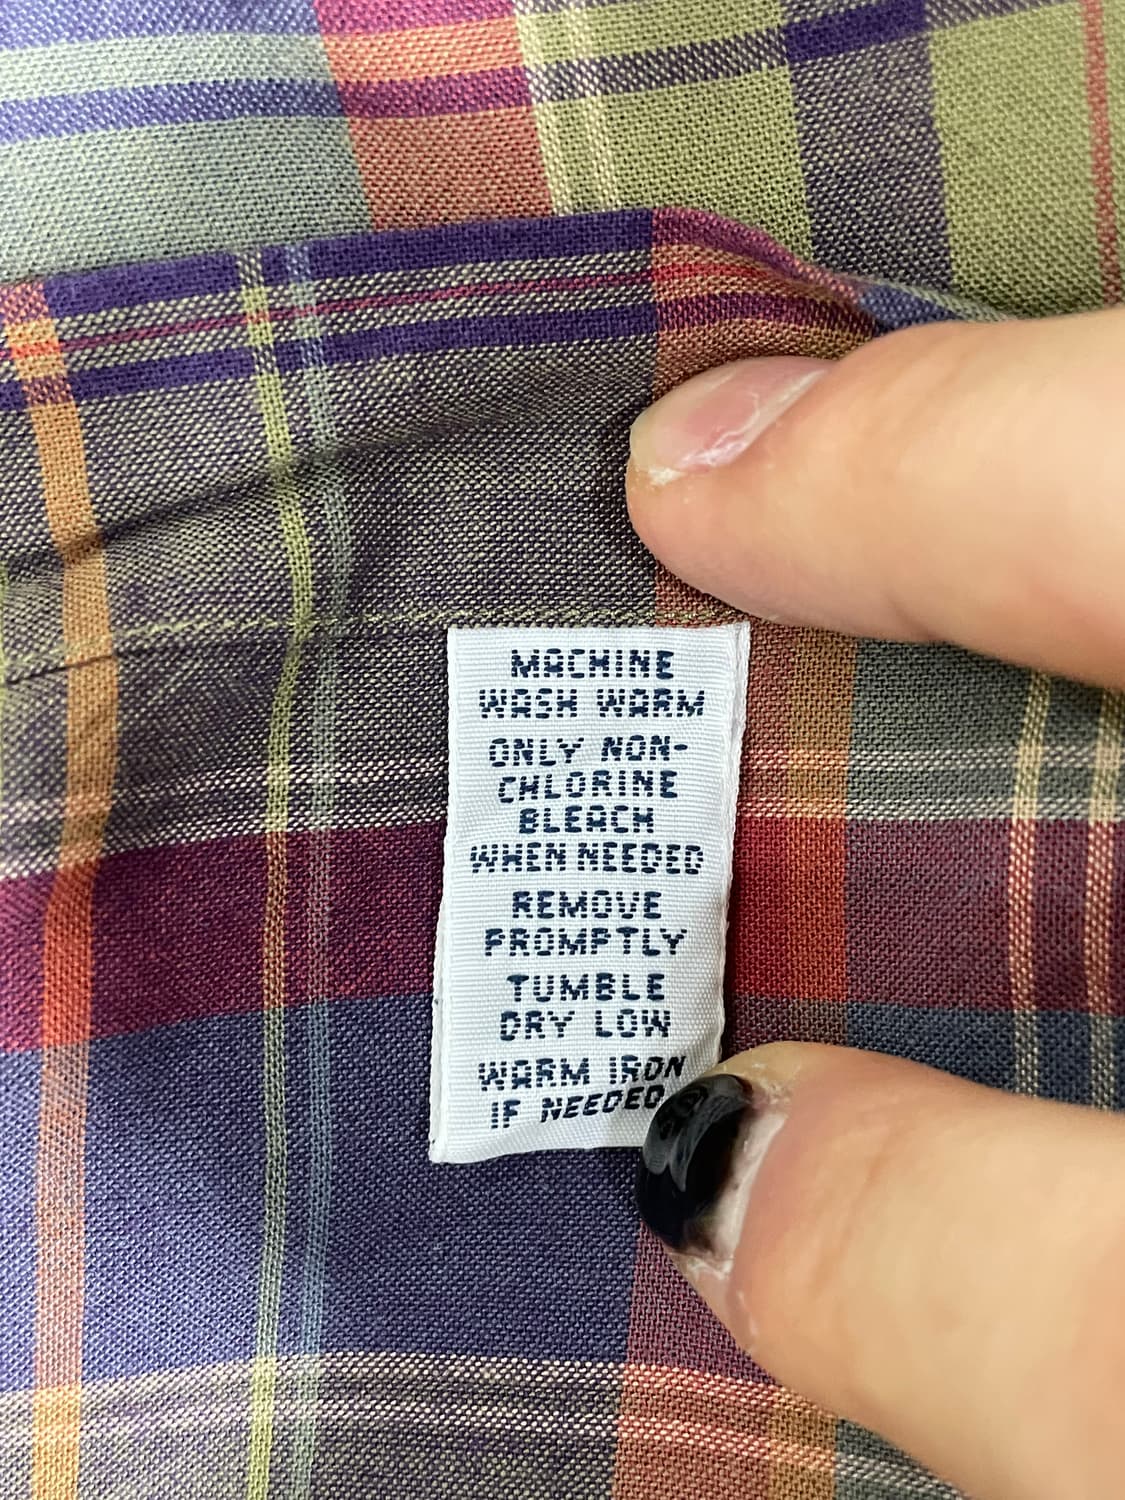 MACHINE
WASH WARM
ONLY NON-
CHLORINE
BLEACH
WHEN NEEDED
REMOVE
PROMPTLY
TUMBLE
DRY LOW
WARM IRON
IF NEEDED